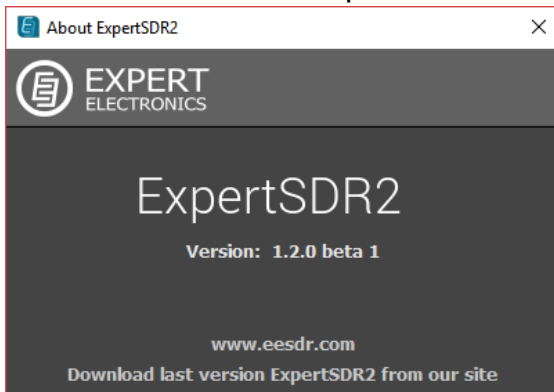 About ExpertSDR2
EXPERT
ELECTRONICS
ExpertSDR2
Version: 1.2.0 beta 1
www.eesdr.com
Download last version ExpertSDR2 from our site